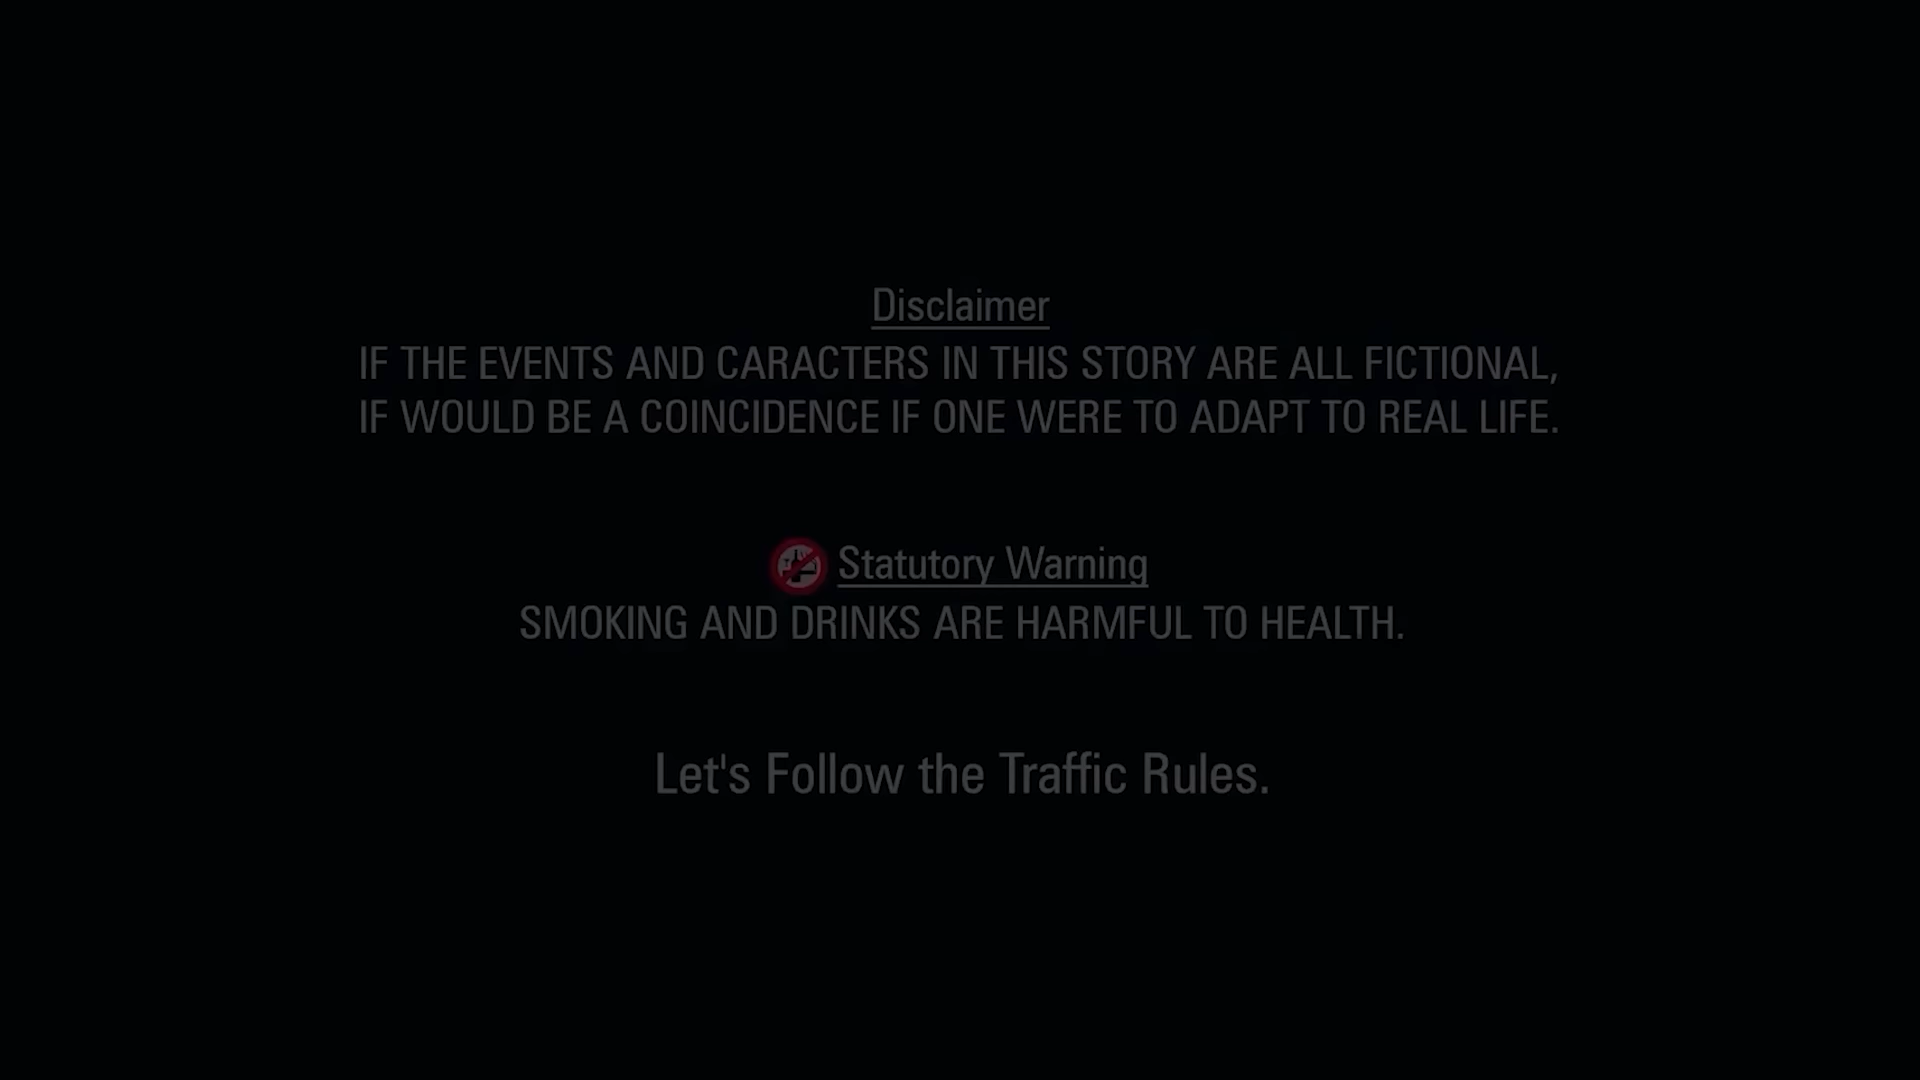 Disclaimer
IF THE EVENTS AND CARACTERS IN THIS STORY ARE ALL FICTIONAL,
IF WOULD BE A COINCIDENCE IF ONE WERE TO ADAPT TO REAL LIFE.
Statutory Warning
SMOKING AND DRINKS ARE HARMFUL TO HEALTH.
Let's Follow the Traffic Rules.